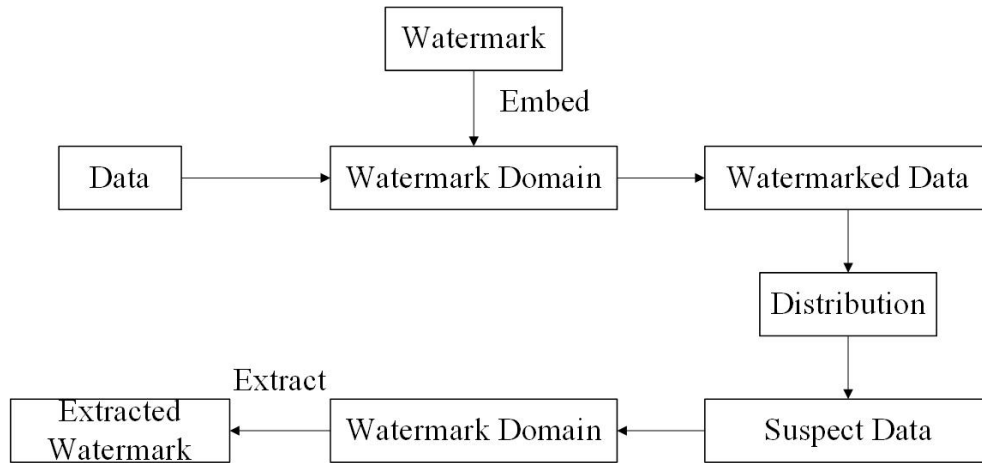 Watermark
Embed
Data
Watermark Domain
Watermarked Data
Distribution
Extract
Extracted
Watermark
Watermark Domain
Suspect Data